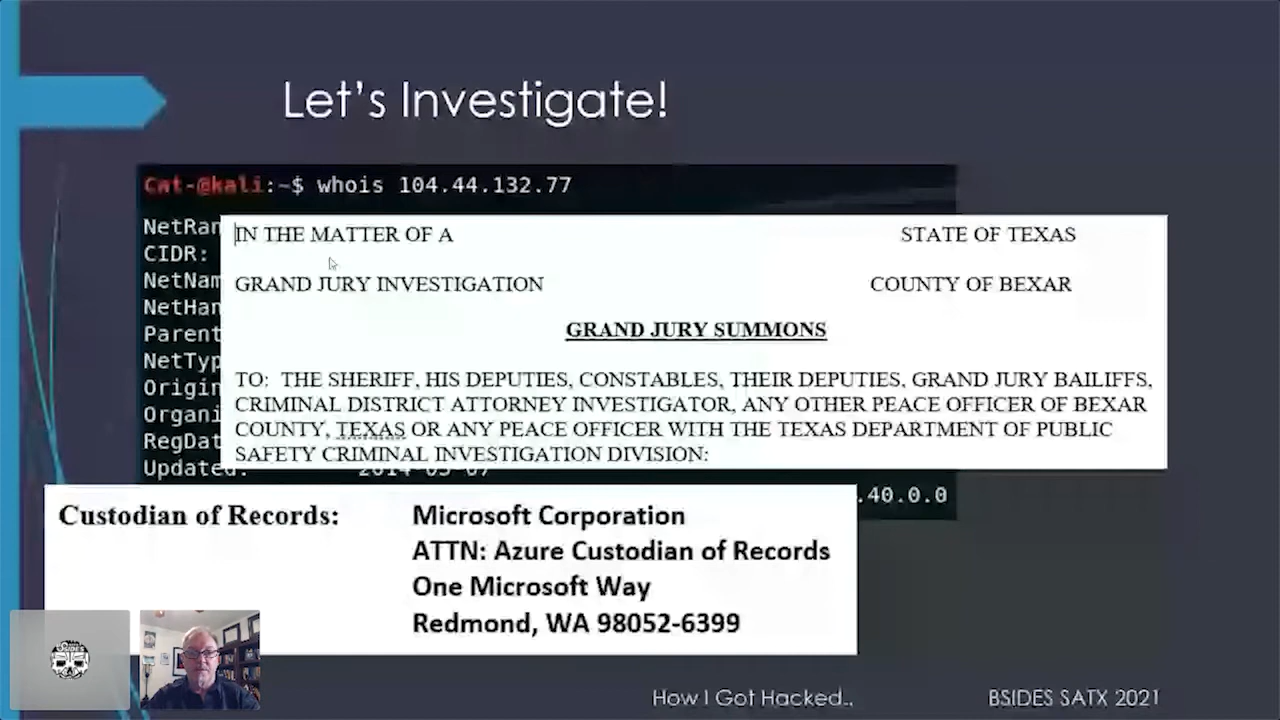 Let's Investigate!
Cat-@kali:~$ whois 104.44.132.77
NetRan
CIDR:
NetNam
NetHan
Parent
NetTyp
Origin
Organi
RegDat
Updated:
.40.0.0
IN THE MATTER OF A STATE OF TEXAS
GRAND JURY INVESTIGATION COUNTY OF BEXAR
GRAND JURY SUMMONS
TO: THE SHERIFF, HIS DEPUTIES, CONSTABLES, THEIR DEPUTIES, GRAND JURY BAILIFFS,
CRIMINAL DISTRICT ATTORNEY INVESTIGATOR, ANY OTHER PEACE OFFICER OF BEXAR
COUNTY, TEXAS OR ANY PEACE OFFICER WITH THE TEXAS DEPARTMENT OF PUBLIC
SAFETY CRIMINAL INVESTIGATION DIVISION:
Custodian of Records: Microsoft Corporation
ATTN: Azure Custodian of Records
One Microsoft Way
Redmond, WA 98052-6399
How I Got Hacked.. BSIDES SATX 2021